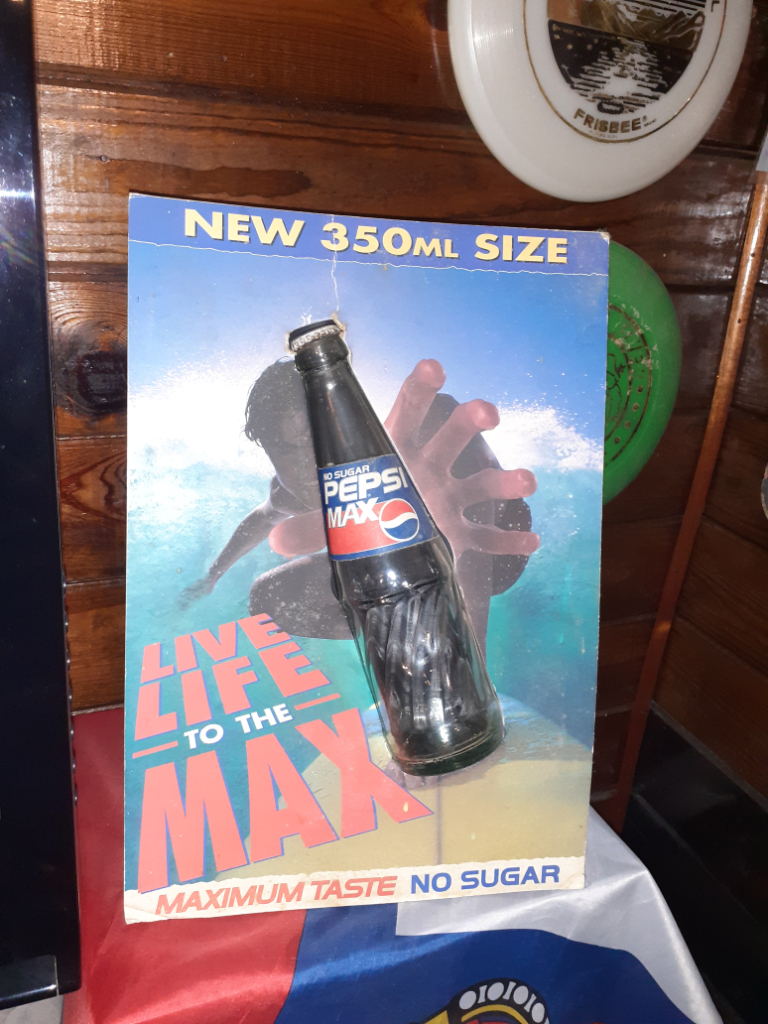 FRISBEE®
NEW 350ML SIZE
NO SUGAR
PEPSI
MAX
LIVE
LIFE
TO THE
MAX
MAXIMUM TASTE NO SUGAR